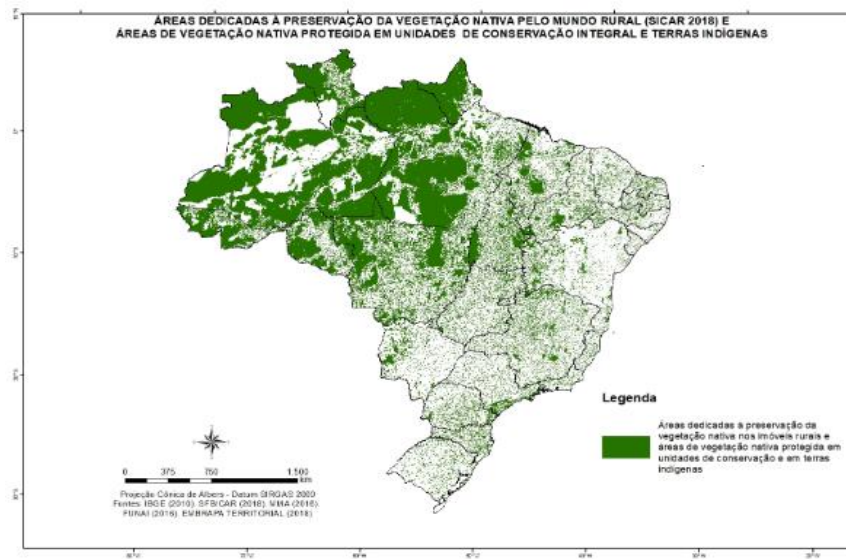 ÁREAS DEDICADAS À PRESERVAÇÃO DA VEGETAÇÃO NATIVA PELO MUNDO RURAL (SICAR 2018) E
ÁREAS DE VEGETAÇÃO NATIVA PROTEGIDA EM UNIDADES DE CONSERVAÇÃO INTEGRAL E TERRAS INDÍGENAS
Legenda
Áreas dedicadas à preservação da
vegetação nativa nos imóveis rurais e
áreas de vegetação nativa protegida em
unidades de conservação e em terras
indígenas
0 375 750 1.500
km
Projeção Cônica de Albers - Datum SIRGAS 2000
Fontes: IBGE (2010). SFB/CAR (2018). MMA (2016).
FUNAI (2016). EMBRAPA TERRITORIAL (2018).